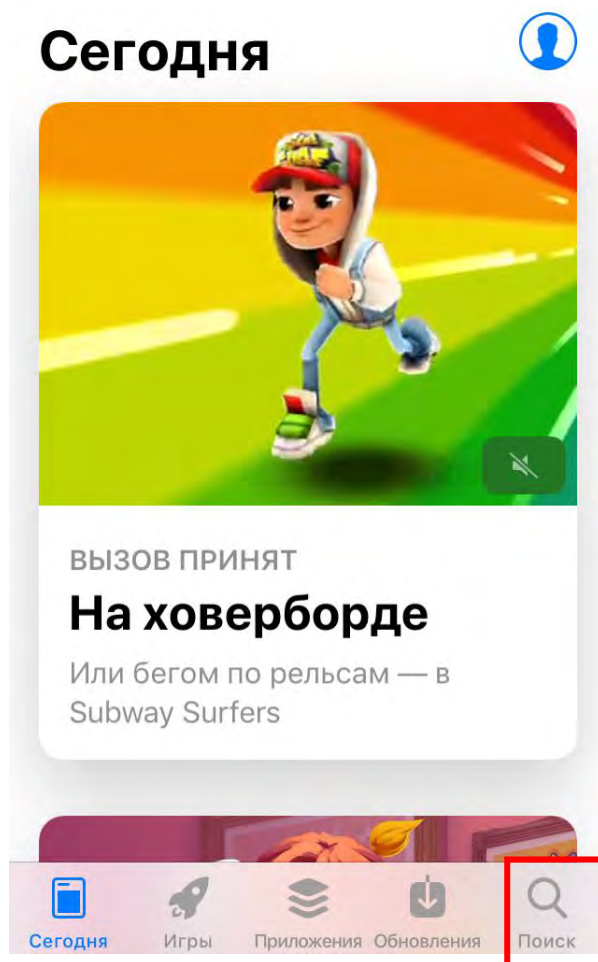 Сегодня
ВЫЗОВ ПРИНЯТ
На ховерборде
Или бегом по рельсам — в
Subway Surfers
Сегодня
Игры
Приложения
Обновления
Поиск